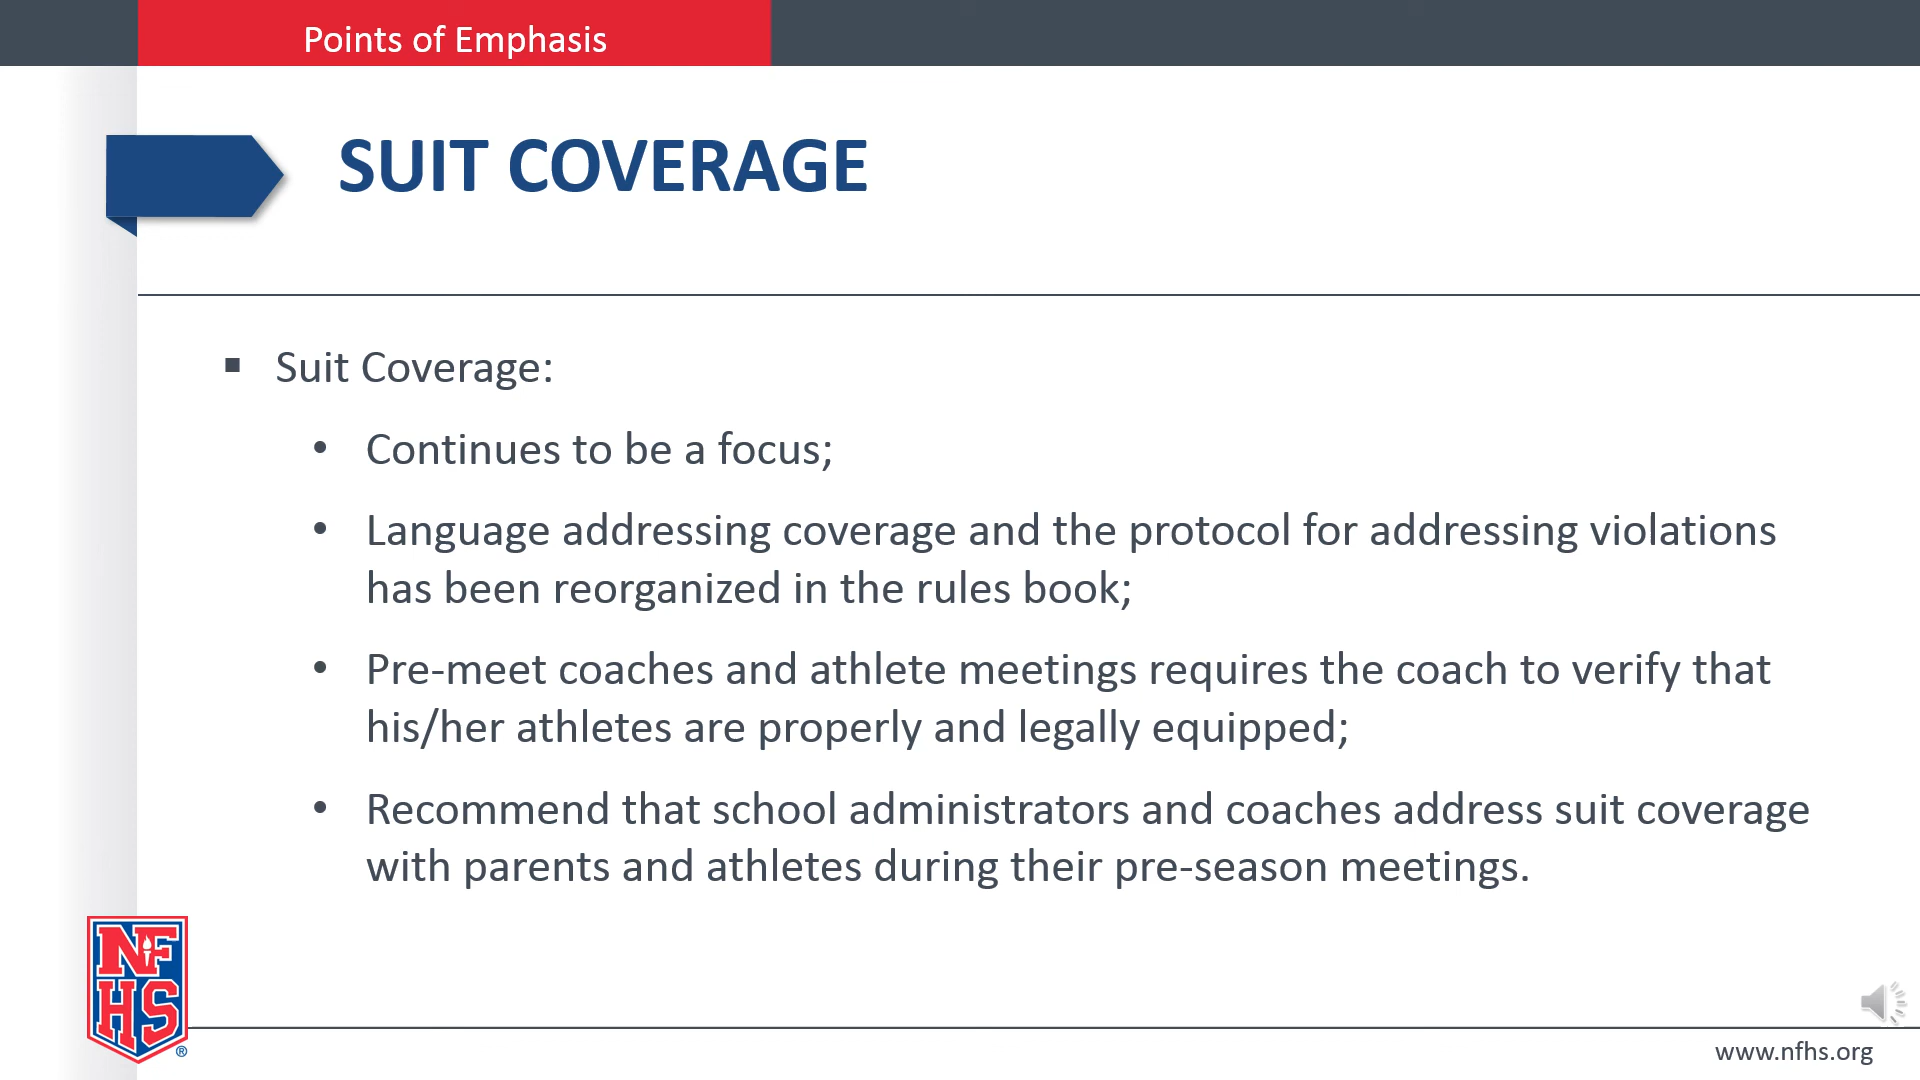 Points of Emphasis
SUIT COVERAGE
▪ Suit Coverage:
• Continues to be a focus;
• Language addressing coverage and the protocol for addressing violations
has been reorganized in the rules book;
• Pre-meet coaches and athlete meetings requires the coach to verify that
his/her athletes are properly and legally equipped;
• Recommend that school administrators and coaches address suit coverage
with parents and athletes during their pre-season meetings.
NF
HS
®
www.nfhs.org